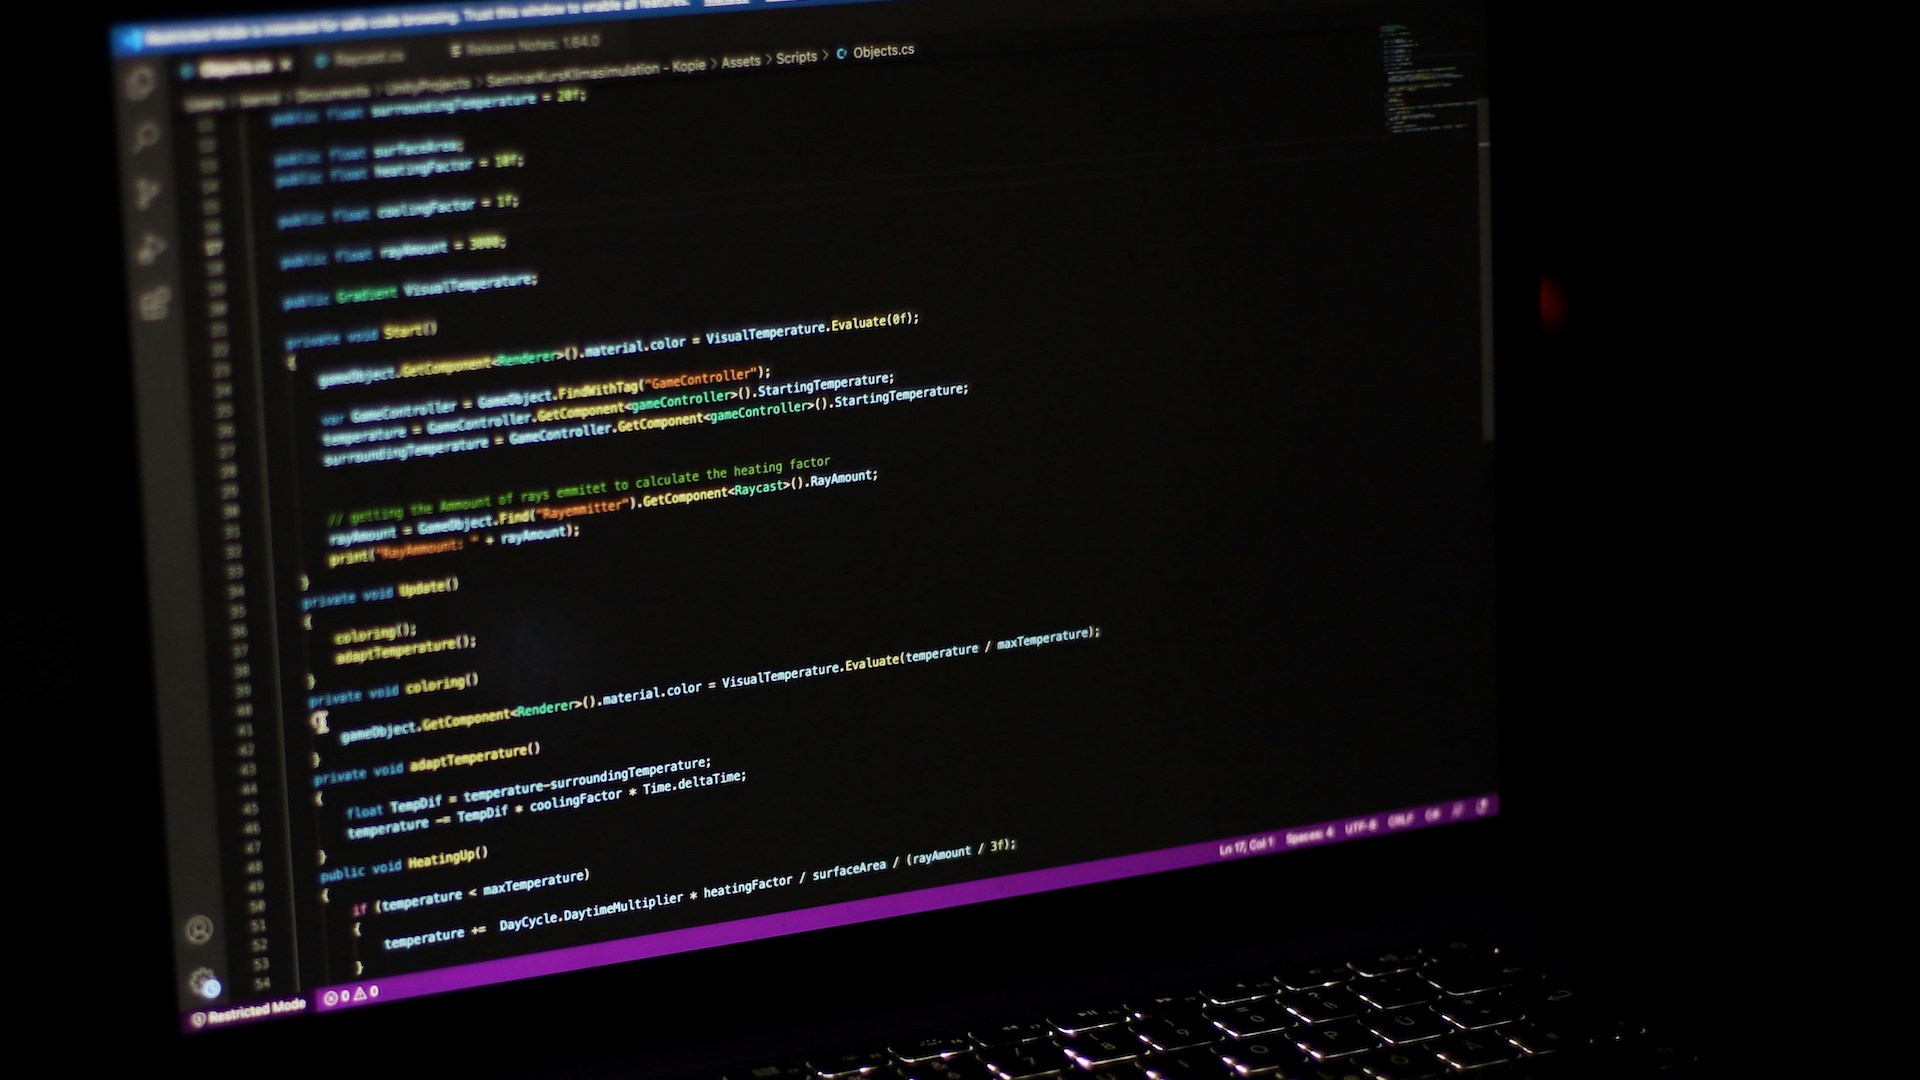 Restricted Mode is intended for safe code browsing. Trust this window to enable all features. Manage
Objects.cs Raycast.cs Release Notes: 1.64.0
Users > bernd > Documents > UnityProjects > SeminarKursKlimasimulation - Kopie > Assets > Scripts > Objects.cs
public float surroundingTemperature = 20f;
public float surfaceArea;
public float heatingFactor = 10f;
public float coolingFactor = 1f;
public float rayAmount = 3000;
public Gradient VisualTemperature;
private void Start()
{
gameObject.GetComponent<Renderer>().material.color = VisualTemperature.Evaluate(0f);
var GameController = GameObject.FindWithTag("GameController");
temperature = GameController.GetComponent<gameController>().StartingTemperature;
surroundingTemperature = GameController.GetComponent<gameController>().StartingTemperature;
// getting the Ammount of rays emmitet to calculate the heating factor
rayAmount = GameObject.Find("Rayemmitter").GetComponent<Raycast>().RayAmount;
print("RayAmmount: " + rayAmount);
}
private void Update()
{
coloring();
adaptTemperature();
}
private void coloring()
{
gameObject.GetComponent<Renderer>().material.color = VisualTemperature.Evaluate(temperature / maxTemperature);
}
private void adaptTemperature()
{
float TempDif = temperature-surroundingTemperature;
temperature -= TempDif * coolingFactor * Time.deltaTime;
}
public void HeatingUp()
{
if (temperature < maxTemperature)
{
temperature += DayCycle.DaytimeMultiplier * heatingFactor / surfaceArea / (rayAmount / 3f);
}
Restricted Mode 0 0 Ln 17, Col 1 Spaces: 4 UTF-8 CRLF C#